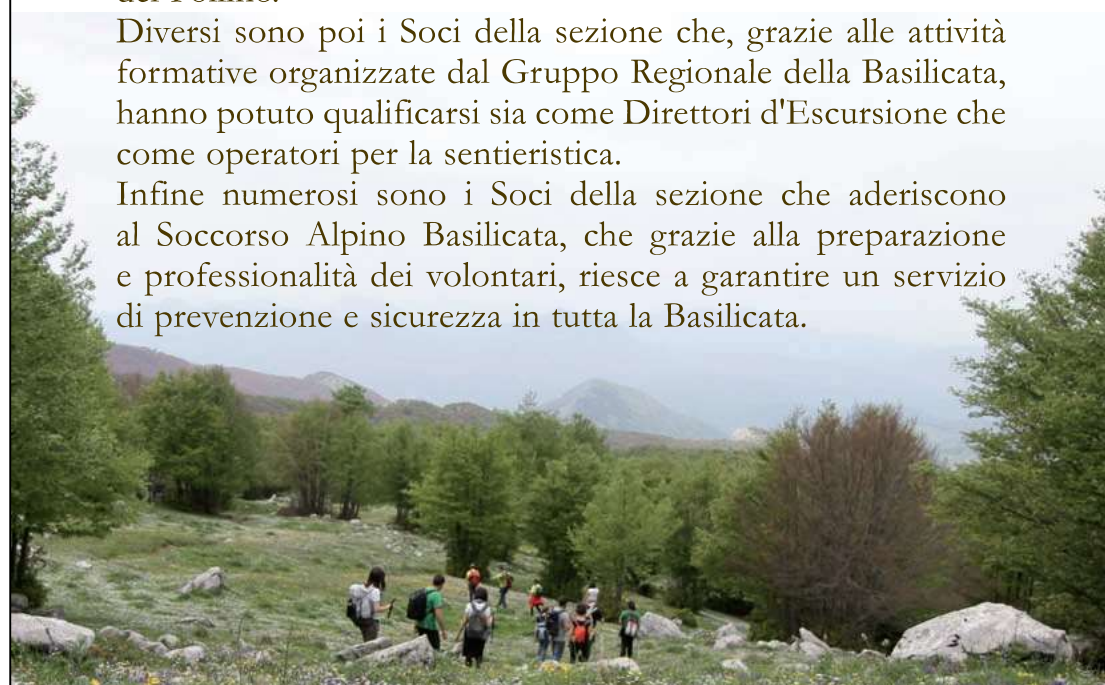 del Pollino.
Diversi sono poi i Soci della sezione che, grazie alle attività
formative organizzate dal Gruppo Regionale della Basilicata,
hanno potuto qualificarsi sia come Direttori d'Escursione che
come operatori per la sentieristica.
Infine numerosi sono i Soci della sezione che aderiscono
al Soccorso Alpino Basilicata, che grazie alla preparazione
e professionalità dei volontari, riesce a garantire un servizio
di prevenzione e sicurezza in tutta la Basilicata.